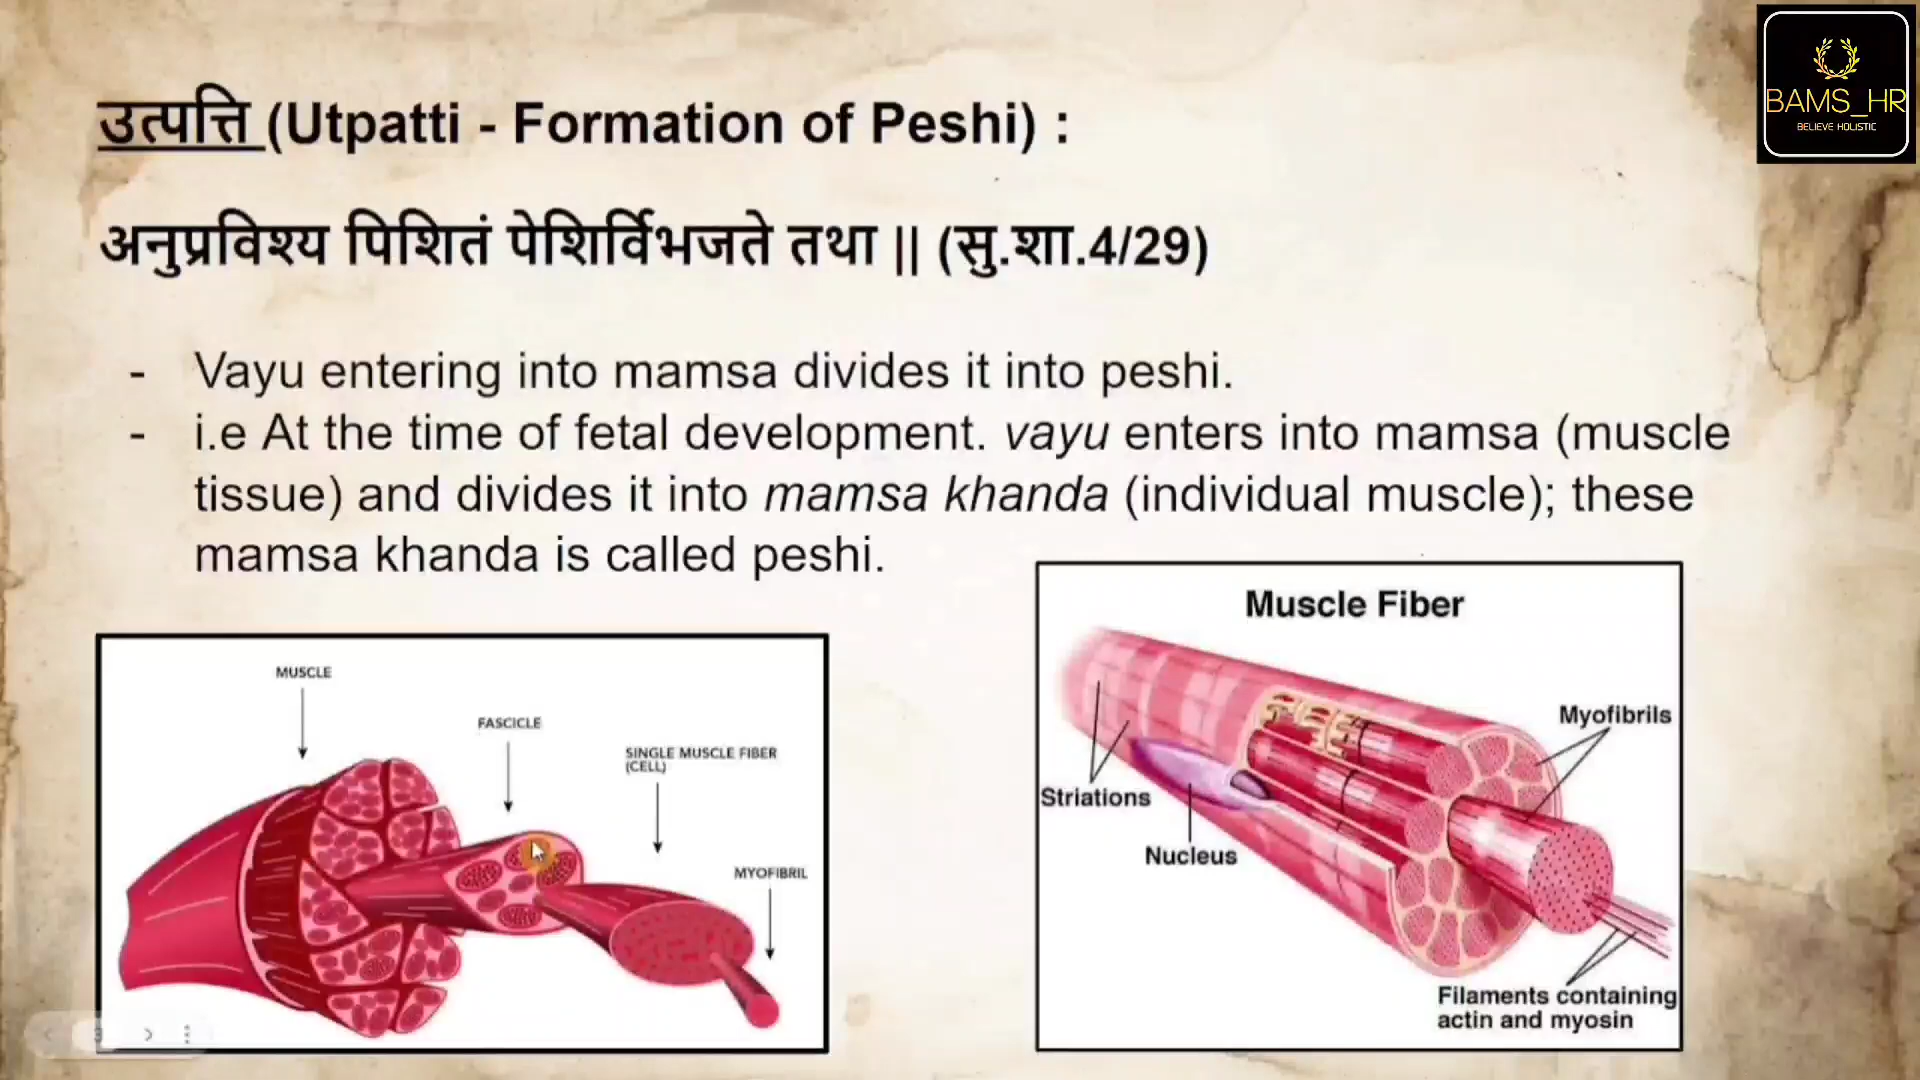 BAMS_HR
BELIEVE HOLISTIC
उत्पत्ति (Utpatti - Formation of Peshi) :
अनुप्रविश्य पिशितं पेशिर्विभजते तथा || (सु.शा.4/29)
- Vayu entering into mamsa divides it into peshi.
- i.e At the time of fetal development. vayu enters into mamsa (muscle
tissue) and divides it into mamsa khanda (individual muscle); these
mamsa khanda is called peshi.
MUSCLE
FASCICLE
SINGLE MUSCLE FIBER
(CELL)
MYOFIBRIL
Muscle Fiber
Myofibrils
Striations
Nucleus
Filaments containing
actin and myosin